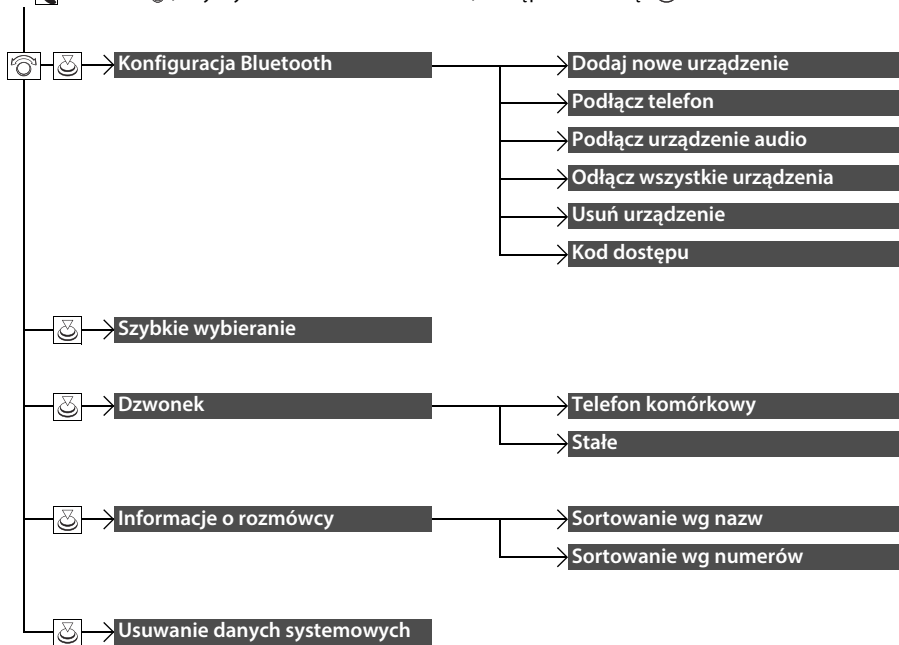 Konfiguracja Bluetooth
Dodaj nowe urządzenie
Podłącz telefon
Podłącz urządzenie audio
Odłącz wszystkie urządzenia
Usuń urządzenie
Kod dostępu
Szybkie wybieranie
Dzwonek
Telefon komórkowy
Stałe
Informacje o rozmówcy
Sortowanie wg nazw
Sortowanie wg numerów
Usuwanie danych systemowych